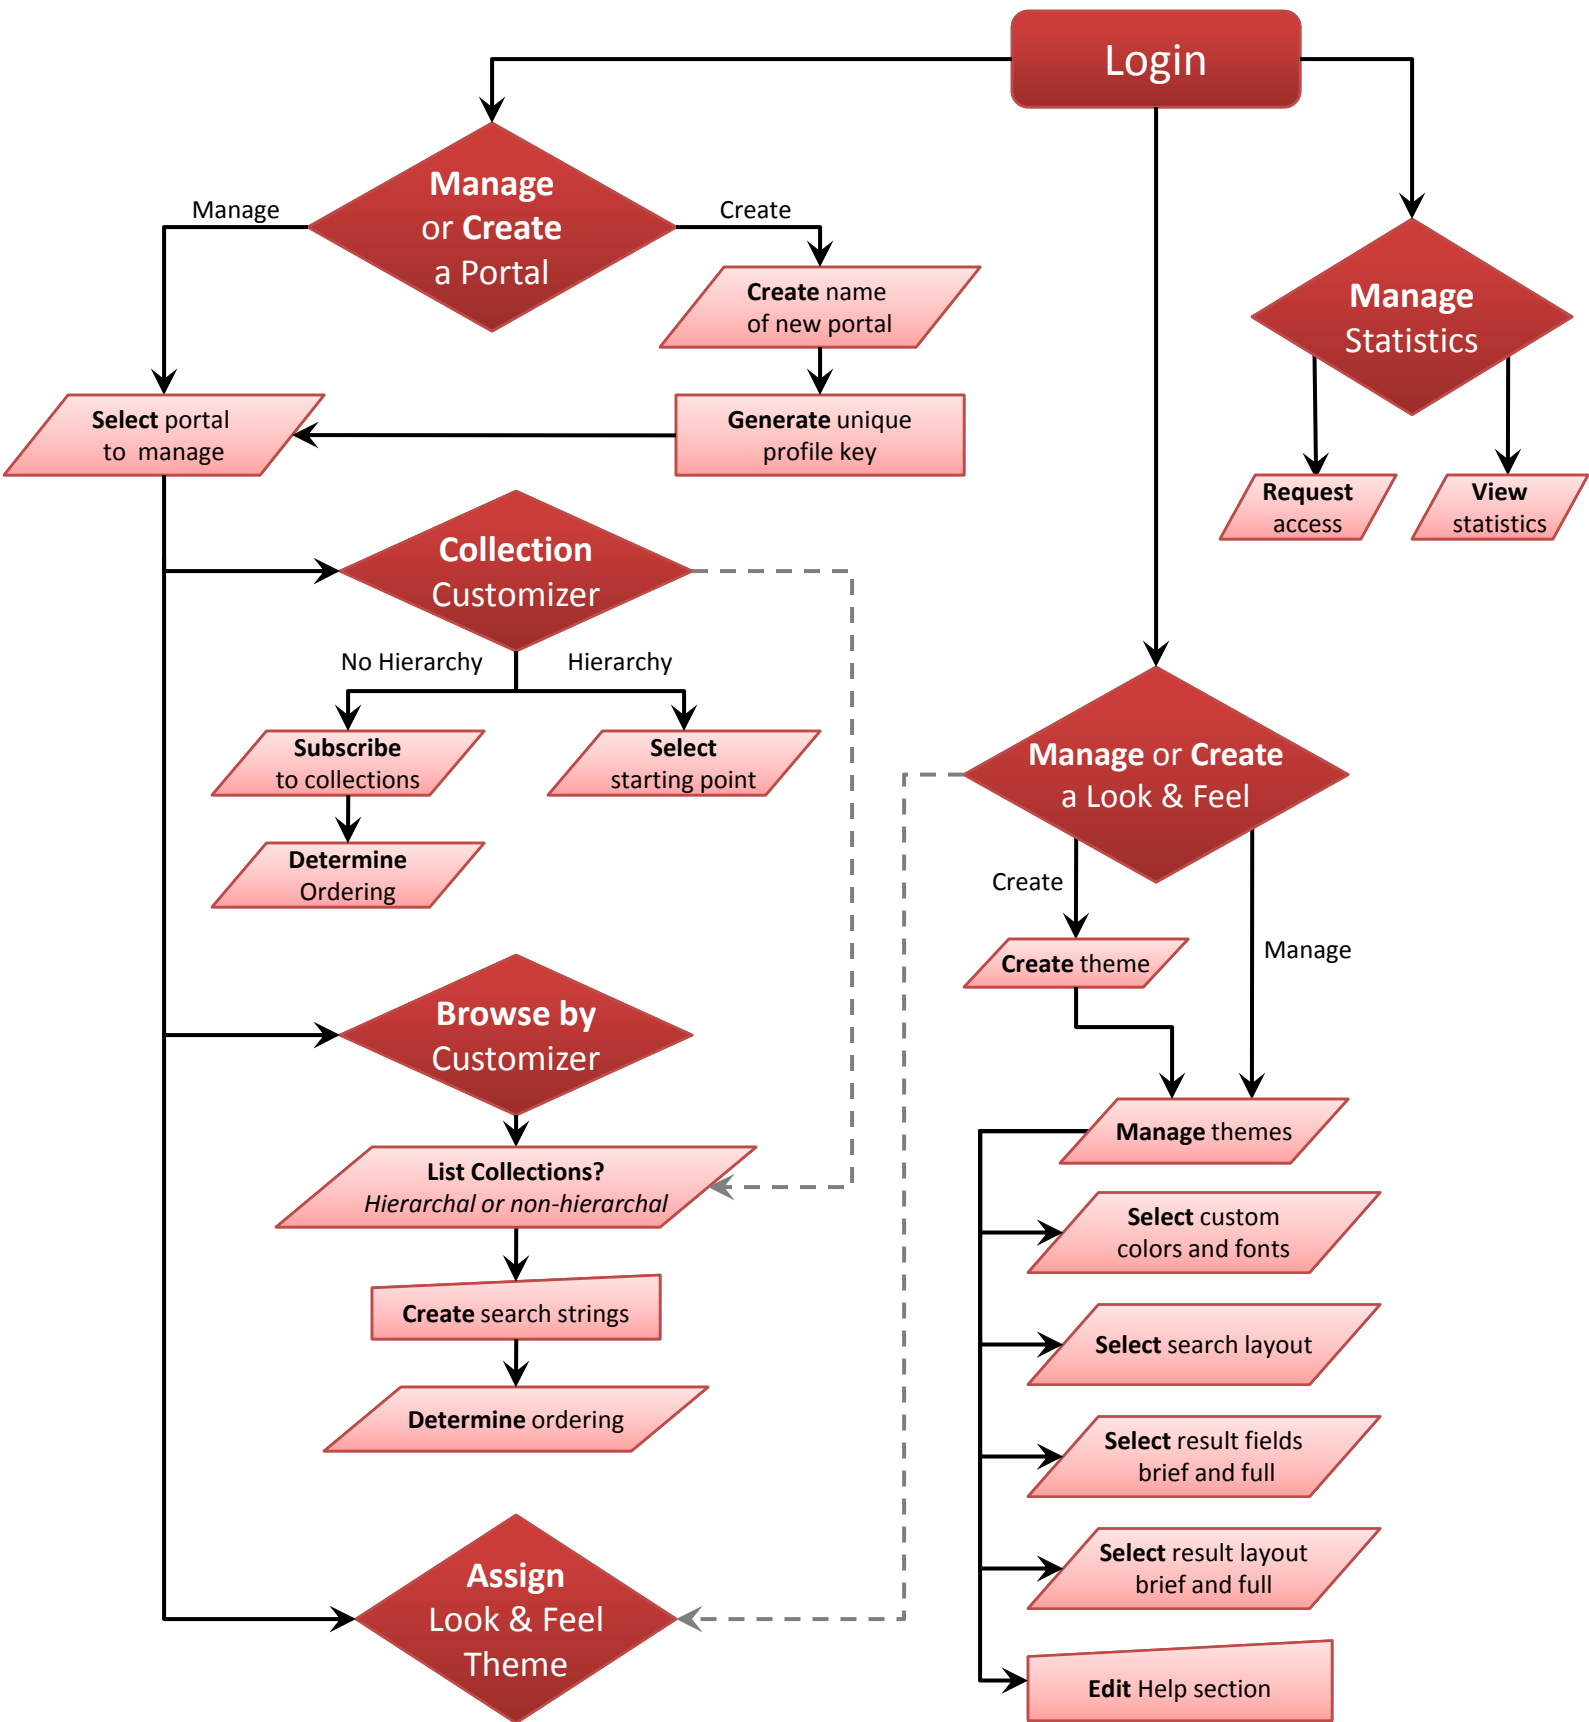 Login
Manage
or Create
a Portal
Manage
Create
Create name
of new portal
Manage
Statistics
Select portal
to manage
Generate unique
profile key
Request
access
View
statistics
Collection
Customizer
No Hierarchy
Hierarchy
Subscribe
to collections
Select
starting point
Determine
Ordering
Manage or Create
a Look & Feel
Create
Manage
Create theme
Browse by
Customizer
Manage themes
List Collections?
Hierarchal or non-hierarchal
Select custom
colors and fonts
Create search strings
Select search layout
Determine ordering
Select result fields
brief and full
Select result layout
brief and full
Assign
Look & Feel
Theme
Edit Help section